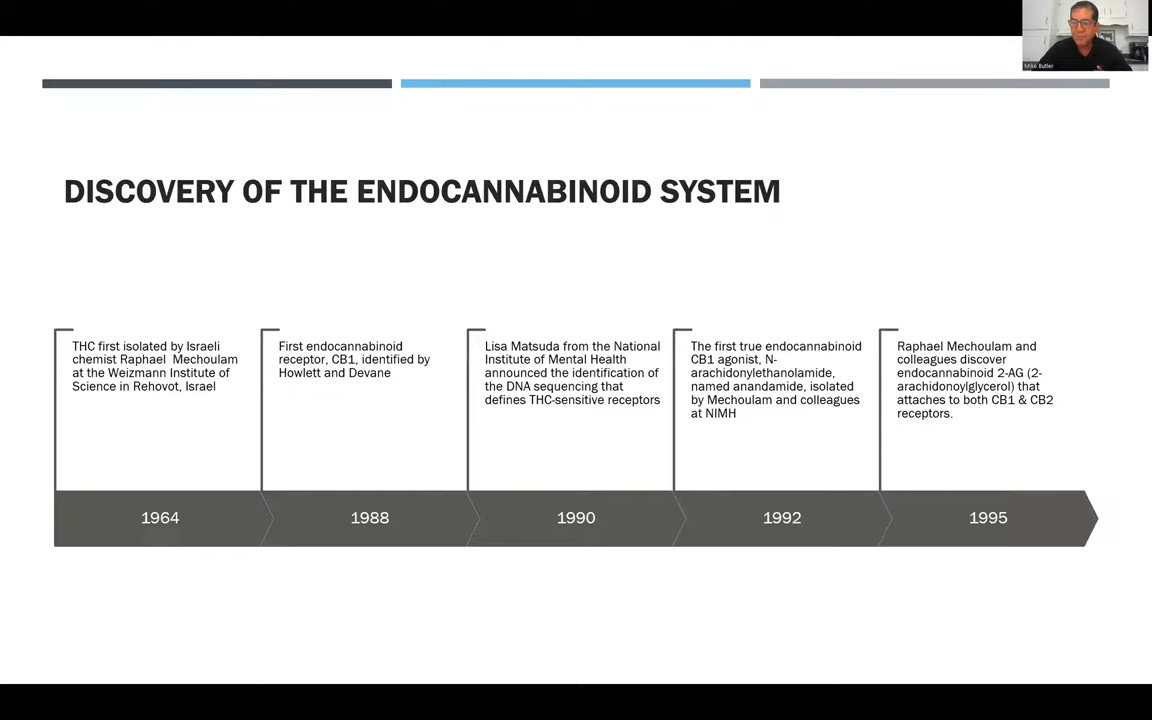 Mike Butler
DISCOVERY OF THE ENDOCANNABINOID SYSTEM
THC first isolated by Israeli
chemist Raphael  Mechoulam
at the Weizmann Institute of
Science in Rehovot, Israel
First endocannabinoid
receptor, CB1, identified by
Howlett and Devane
Lisa Matsuda from the National
Institute of Mental Health
announced the identification of
the DNA sequencing that
defines THC-sensitive receptors
The first true endocannabinoid
CB1 agonist, N-
arachidonylethanolamide,
named anandamide, isolated
by Mechoulam and colleagues
at NIMH
Raphael Mechoulam and
colleagues discover
endocannabinoid 2-AG (2-
arachidonoylglycerol) that
attaches to both CB1 & CB2
receptors.
1964
1988
1990
1992
1995